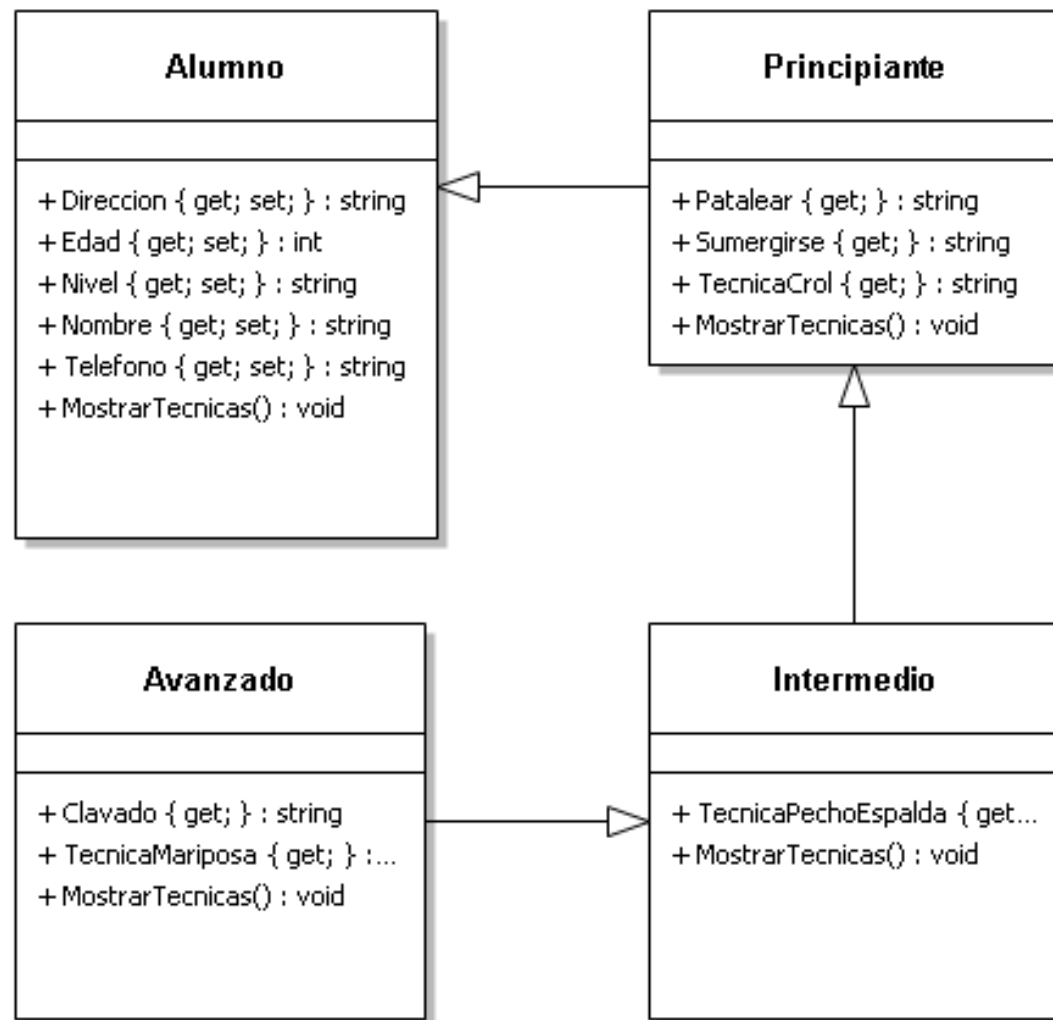 Alumno
+ Direccion { get; set; } : string
+ Edad { get; set; } : int
+ Nivel { get; set; } : string
+ Nombre { get; set; } : string
+ Telefono { get; set; } : string
+ MostrarTecnicas() : void
Principiante
+ Patalear { get; } : string
+ Sumergirse { get; } : string
+ TecnicaCrol { get; } : string
+ MostrarTecnicas() : void
Avanzado
+ Clavado { get; } : string
+ TecnicaMariposa { get; } :...
+ MostrarTecnicas() : void
Intermedio
+ TecnicaPechoEspalda { get...
+ MostrarTecnicas() : void